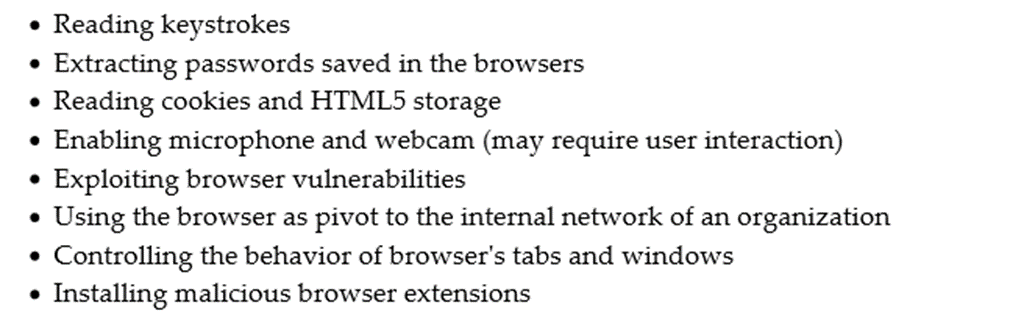 • Reading keystrokes
• Extracting passwords saved in the browsers
• Reading cookies and HTML5 storage
• Enabling microphone and webcam (may require user interaction)
• Exploiting browser vulnerabilities
• Using the browser as pivot to the internal network of an organization
• Controlling the behavior of browser's tabs and windows
• Installing malicious browser extensions